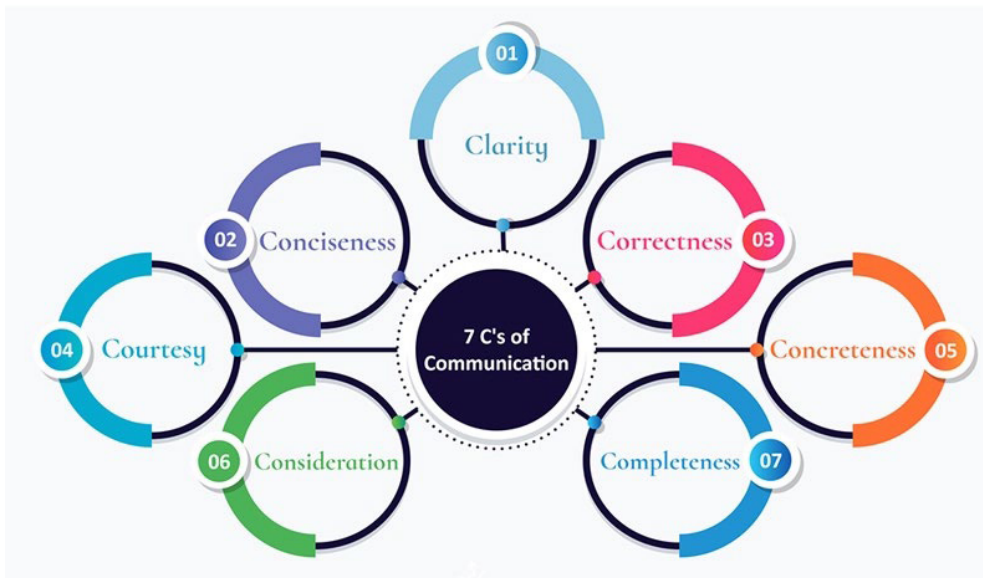 01
Clarity
02
Conciseness
Correctness
03
04
Courtesy
7 C's of
Communication
Concreteness
05
06
Consideration
Completeness
07